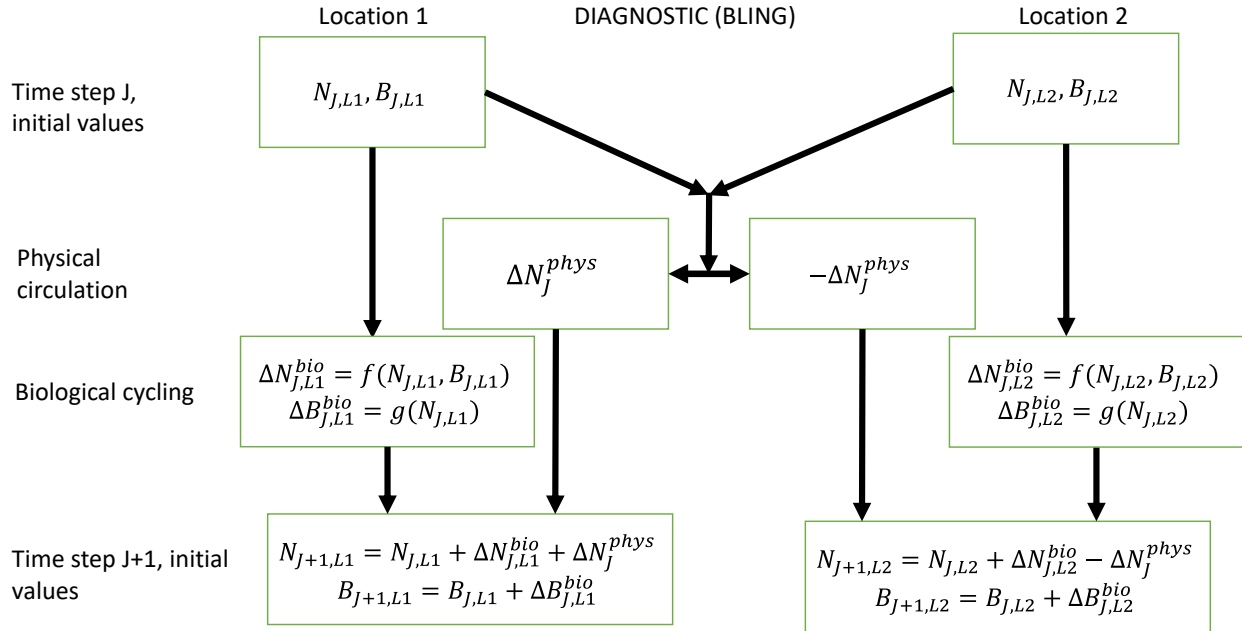 Location 1
DIAGNOSTIC (BLING)
Location 2
Time step J,
initial values
N_{J,L1}, B_{J,L1}
N_{J,L2}, B_{J,L2}
Physical
circulation
ΔN_J^{phys}
−ΔN_J^{phys}
Biological cycling
ΔN_{J,L1}^{bio} = f(N_{J,L1}, B_{J,L1})
ΔB_{J,L1}^{bio} = g(N_{J,L1})
ΔN_{J,L2}^{bio} = f(N_{J,L2}, B_{J,L2})
ΔB_{J,L2}^{bio} = g(N_{J,L2})
Time step J+1, initial
values
N_{J+1,L1} = N_{J,L1} + ΔN_{J,L1}^{bio} + ΔN_J^{phys}
B_{J+1,L1} = B_{J,L1} + ΔB_{J,L1}^{bio}
N_{J+1,L2} = N_{J,L2} + ΔN_{J,L2}^{bio} − ΔN_J^{phys}
B_{J+1,L2} = B_{J,L2} + ΔB_{J,L2}^{bio}